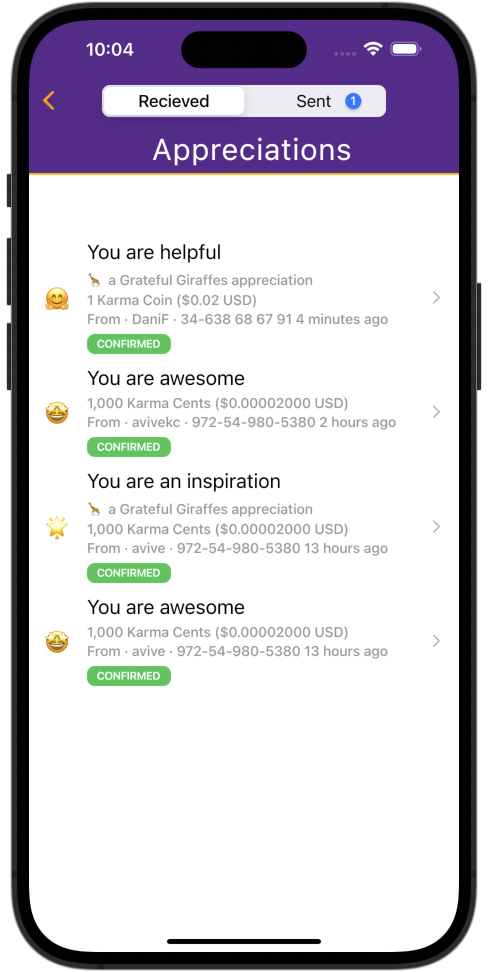 10:04
Recieved
Sent 1
Appreciations
You are helpful
🦒 a Grateful Giraffes appreciation
1 Karma Coin ($0.02 USD)
From · DaniF · 34-638 68 67 91 4 minutes ago
CONFIRMED
You are awesome
1,000 Karma Cents ($0.00002000 USD)
From · avivekc · 972-54-980-5380 2 hours ago
CONFIRMED
You are an inspiration
🦒 a Grateful Giraffes appreciation
1,000 Karma Cents ($0.00002000 USD)
From · avive · 972-54-980-5380 13 hours ago
CONFIRMED
You are awesome
1,000 Karma Cents ($0.00002000 USD)
From · avive · 972-54-980-5380 13 hours ago
CONFIRMED